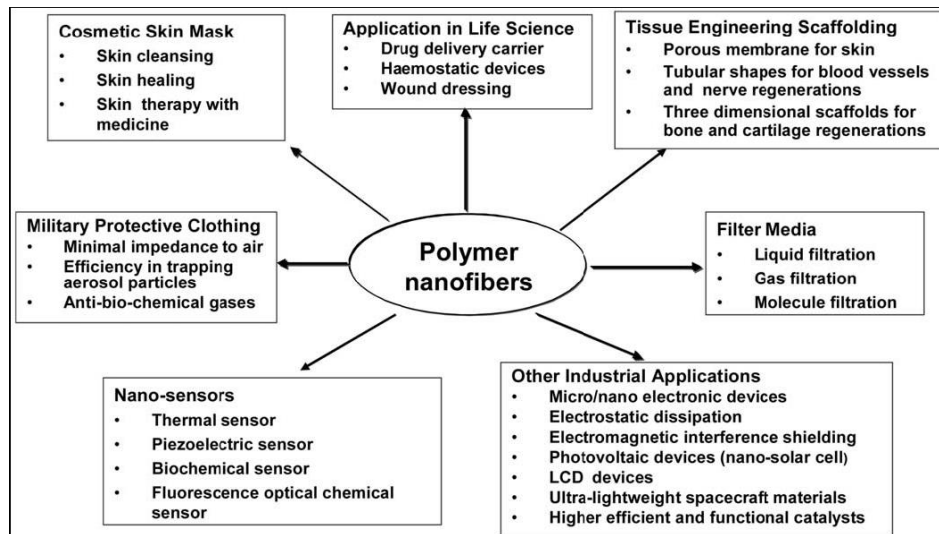 Cosmetic Skin Mask
• Skin cleansing
• Skin healing
• Skin therapy with
medicine
Application in Life Science
• Drug delivery carrier
• Haemostatic devices
• Wound dressing
Tissue Engineering Scaffolding
• Porous membrane for skin
• Tubular shapes for blood vessels
and nerve regenerations
• Three dimensional scaffolds for
bone and cartilage regenerations
Military Protective Clothing
• Minimal impedance to air
• Efficiency in trapping
aerosol particles
• Anti-bio-chemical gases
Polymer
nanofibers
Filter Media
• Liquid filtration
• Gas filtration
• Molecule filtration
Nano-sensors
• Thermal sensor
• Piezoelectric sensor
• Biochemical sensor
• Fluorescence optical chemical
sensor
Other Industrial Applications
• Micro/nano electronic devices
• Electrostatic dissipation
• Electromagnetic interference shielding
• Photovoltaic devices (nano-solar cell)
• LCD devices
• Ultra-lightweight spacecraft materials
• Higher efficient and functional catalysts